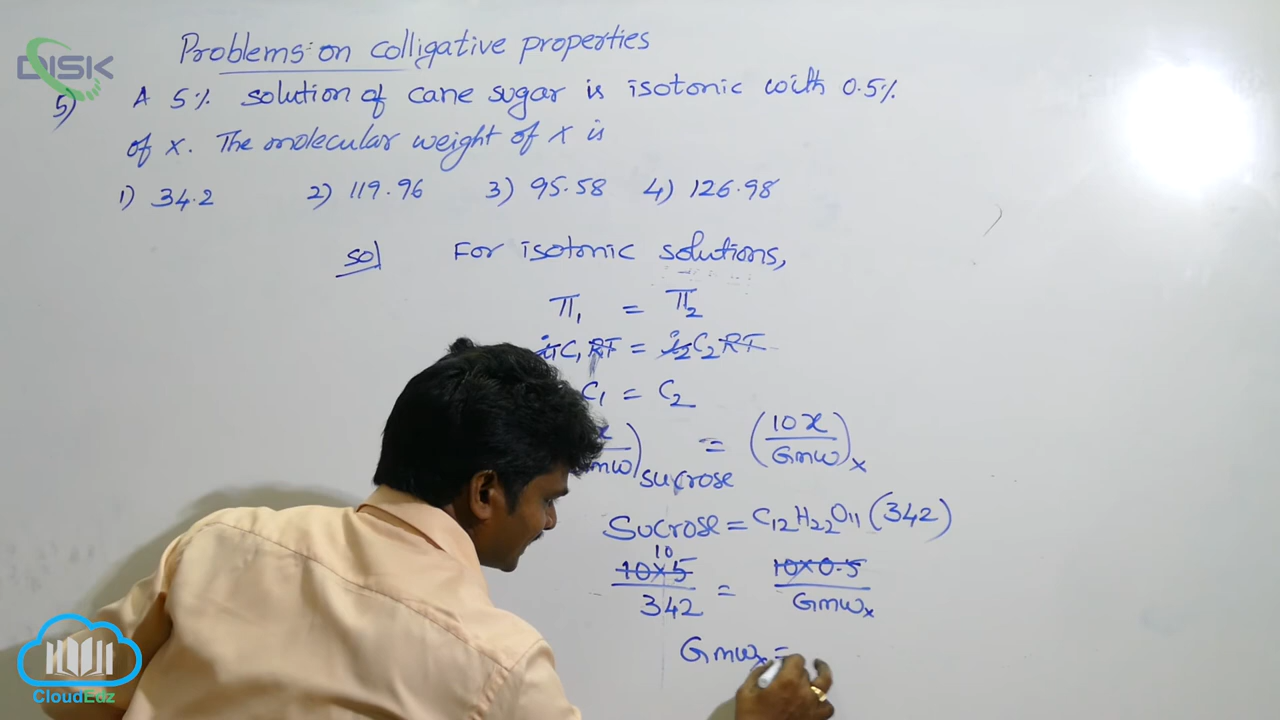 DISK
Problems on colligative properties
5) A 5% solution of cane sugar is isotonic with 0.5%
of x. The molecular weight of x is
1) 34.2 2) 119.96 3) 95.58 4) 126.98
Sol For isotonic solutions,
π₁ = π₂
i₁C₁RT = i₂C₂RT
C₁ = C₂
sucrose = (10x/GMW)x
Sucrose = C₁₂H₂₂O₁₁ (342)
10
10×5/342 = 10×0.5/GMWx
GMWx =
CloudEdz